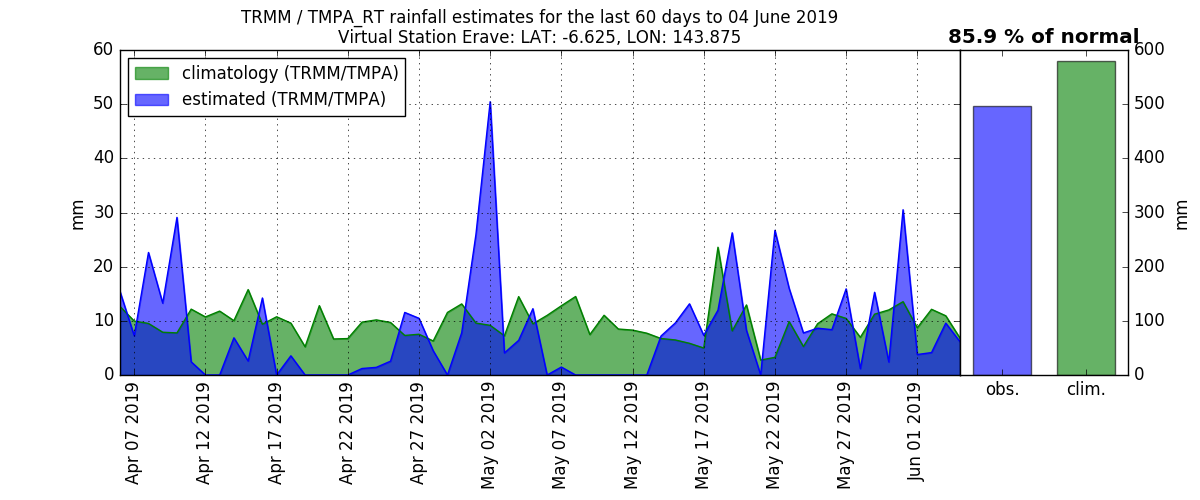 TRMM / TMPA_RT rainfall estimates for the last 60 days to 04 June 2019
Virtual Station Erave: LAT: -6.625, LON: 143.875
85.9 % of normal
climatology (TRMM/TMPA)
estimated (TRMM/TMPA)
60
50
40
30
20
10
0
mm
Apr 07 2019
Apr 12 2019
Apr 17 2019
Apr 22 2019
Apr 27 2019
May 02 2019
May 07 2019
May 12 2019
May 17 2019
May 22 2019
May 27 2019
Jun 01 2019
obs.
clim.
600
500
400
300
200
100
0
mm